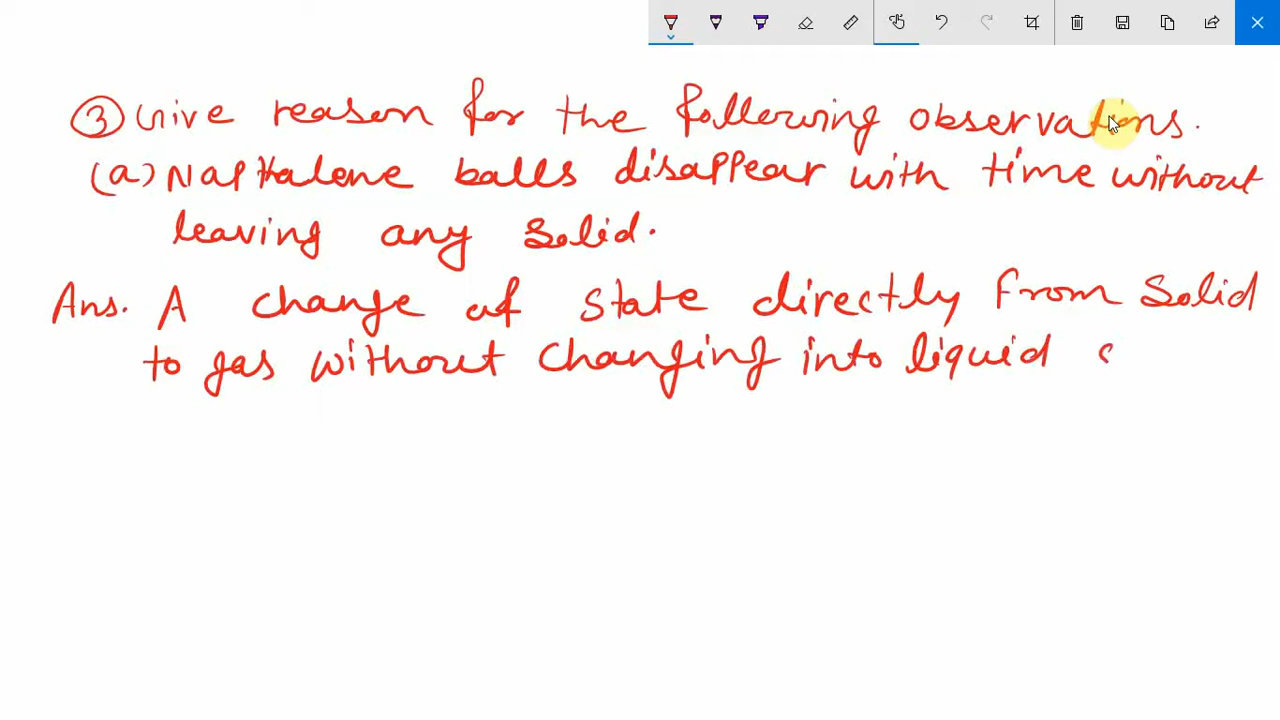 ③ Give reason for the following observations.
(a) Naphtalene balls disappear with time without
leaving any solid.
Ans. A change of state directly from solid
to gas without changing into liquid s